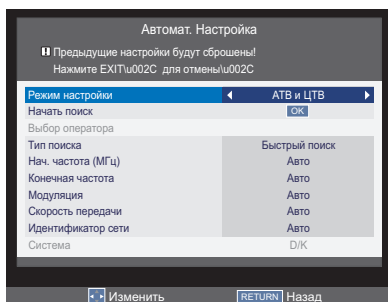 Автомат. Настройка
Предыдущие настройки будут сброшены!
Нажмите EXIT\u002C для отмены\u002C
Режим настройки АТВ и ЦТВ
Начать поиск OK
Выбор оператора
Тип поиска Быстрый поиск
Нач. частота (МГц) Авто
Конечная частота Авто
Модуляция Авто
Скорость передачи Авто
Идентификатор сети Авто
Система D/K
Изменить RETURN Назад